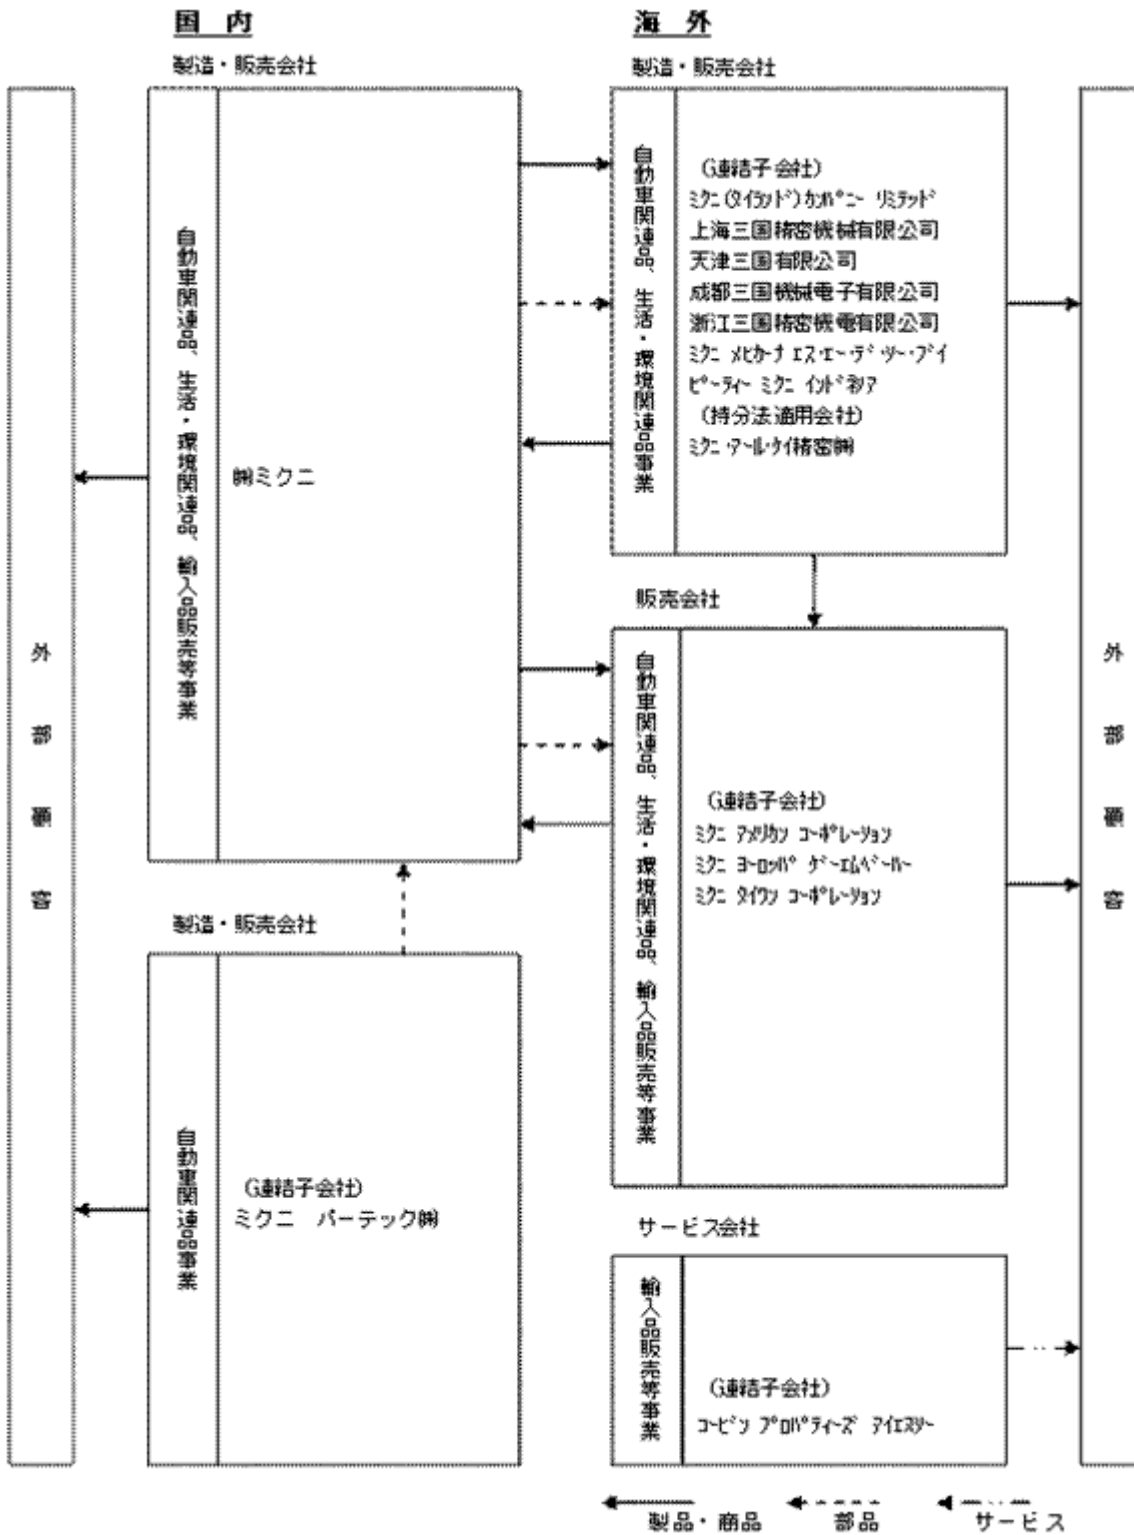 国 内
製造・販売会社
外部顧客
自動車関連品、生活・環境関連品、輸入品販売等事業
㈱ミクニ
製造・販売会社
自動車関連品事業
(連結子会社)
ミクニ パーテック㈱
海 外
製造・販売会社
自動車関連品、生活・環境関連品事業
(連結子会社)
ミクニ(タイランド)カンパニー リミテッド
上海三国精密機械有限公司
天津三国有限公司
成都三国機械電子有限公司
浙江三国精密機電有限公司
ミクニ メヒカーナ エス・エー・デ・シー・ブイ
ピーティー ミクニ インドネシア
(持分法適用会社)
ミクニ・アール・ケイ精密㈱
販売会社
自動車関連品、生活・環境関連品、輸入品販売等事業
(連結子会社)
ミクニ アメリカン コーポレーション
ミクニ ヨーロッパ ゲーエムベーハー
ミクニ タイワン コーポレーション
サービス会社
輸入品販売等事業
(連結子会社)
コービン プロパティーズ アイエヌシー
外部顧客
製品・商品 部品 サービス